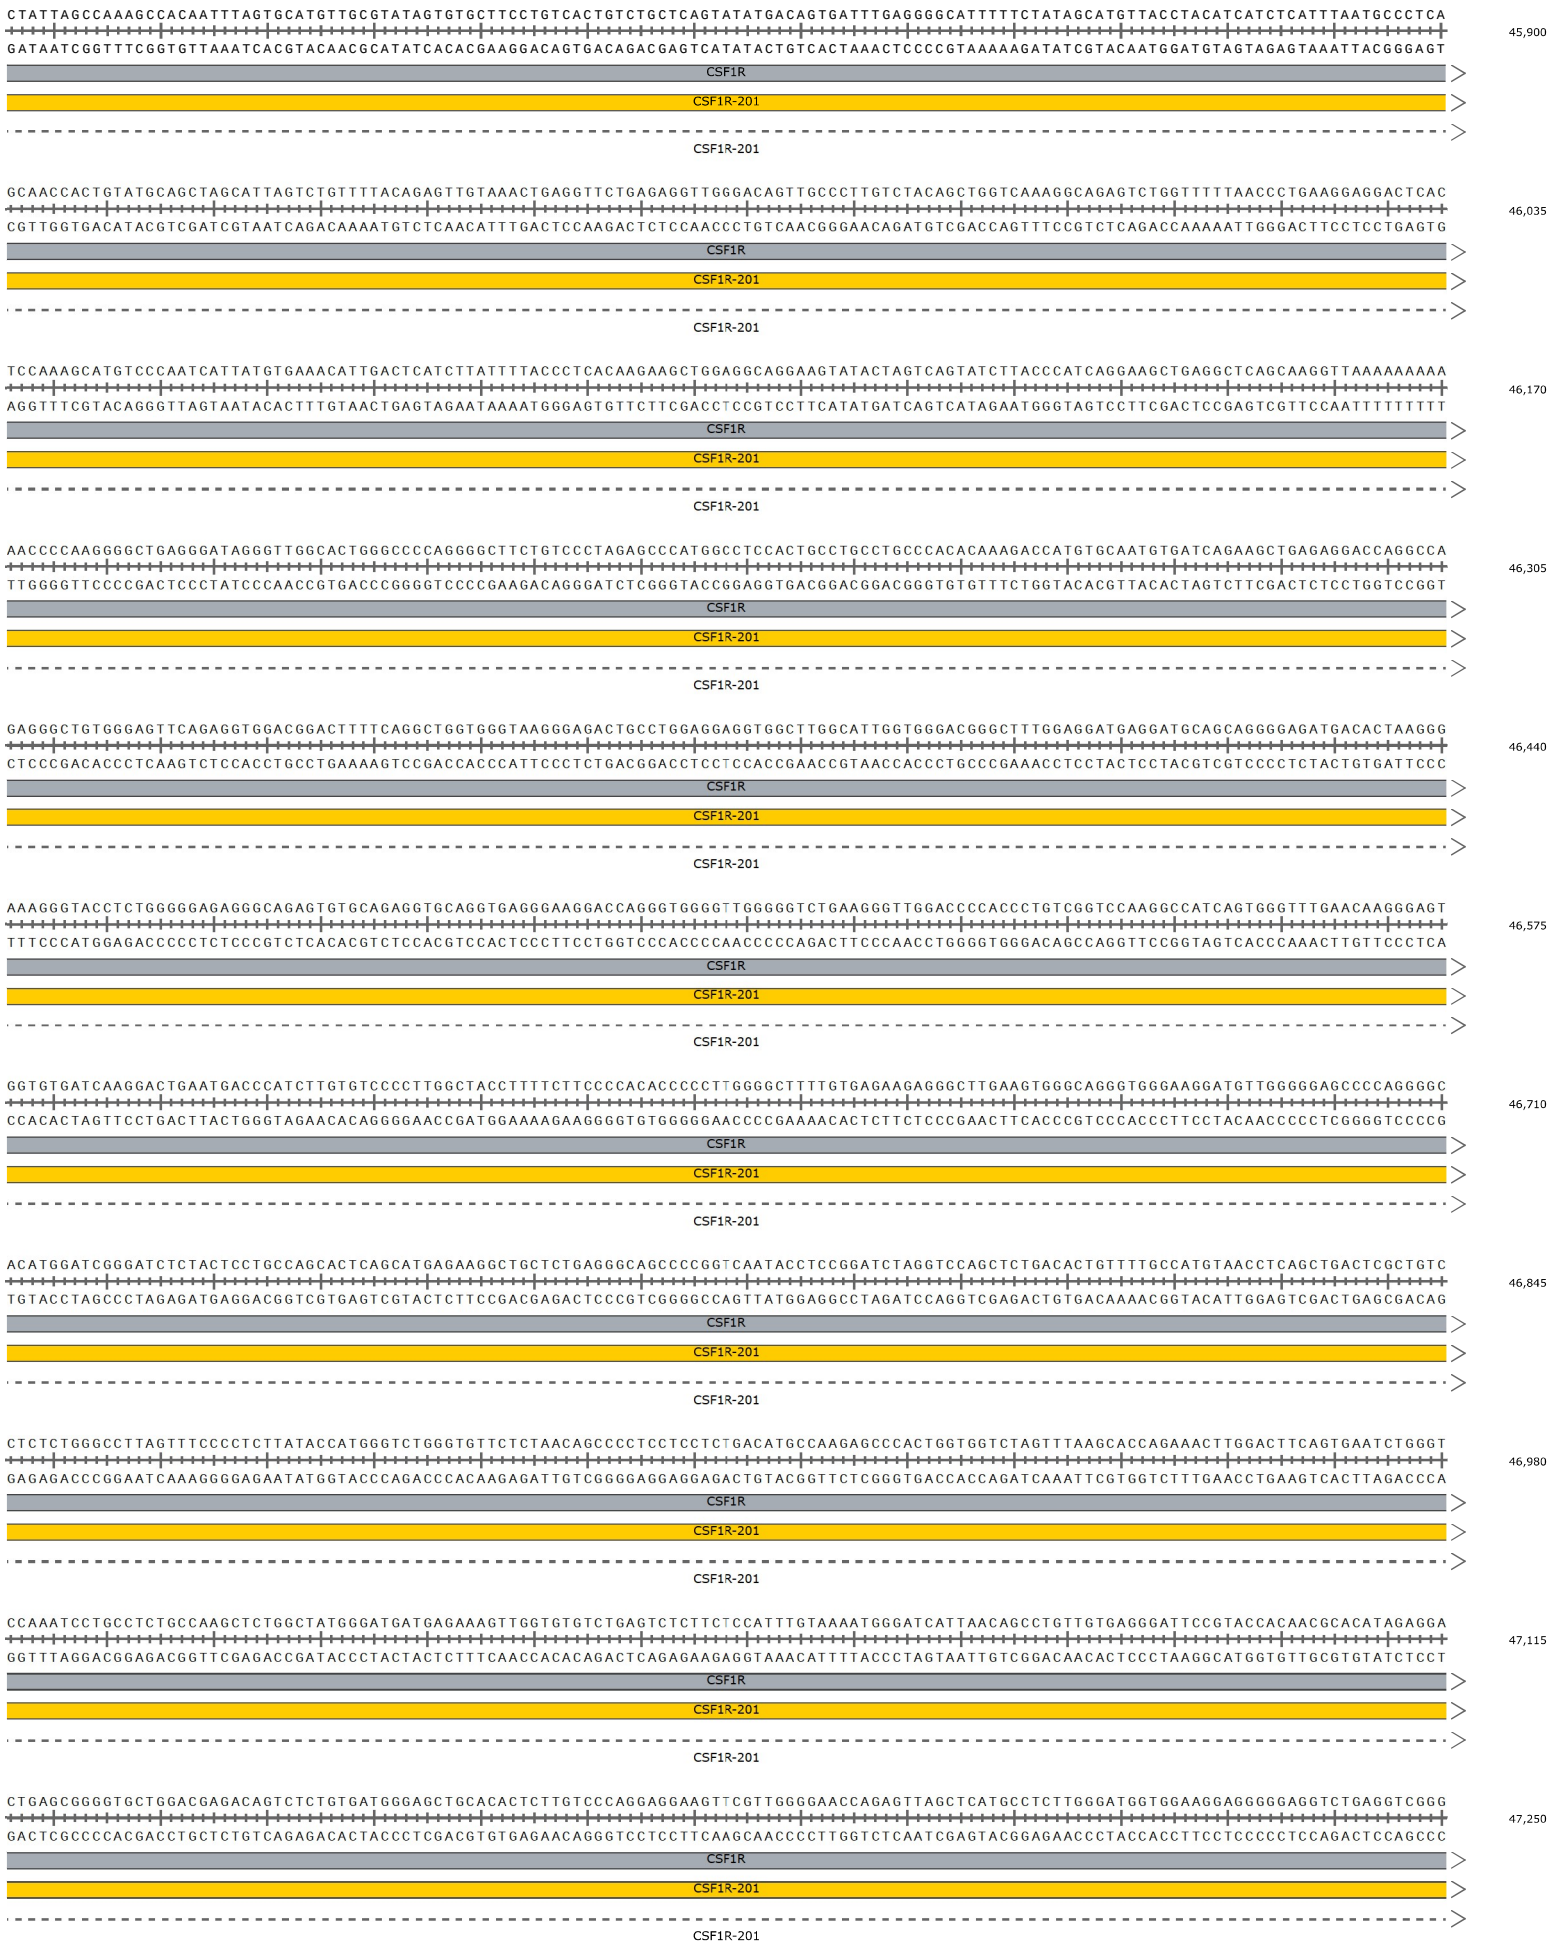 CTATTAGCCAAAGCCACAATTTAGTGCATGTTGCGTATAGTGTGCTTCCTGTCACTGTCTGCTCAGTATATGACAGTGATTTGAGGGGCATTTTTCTATAGCATGTTACCTACATCATCTCATTTAATGCCCTCA
45,900
GATAATCGGTTTCGGTGTTAAATCACGTACAACGCATATCACACGAAGGACAGTGACAGACGAGTCATATACTGTCACTAAACTCCCCGTAAAAAGATATCGTACAATGGATGTAGTAGAGTAAATTACGGGAGT
CSF1R
CSF1R-201
CSF1R-201
GCAACCACTGTATGCAGCTAGCATTAGTCTGTTTTACAGAGTTGTAAACTGAGGTTCTGAGAGGTTGGGACAGTTGCCCTTGTCTACAGCTGGTCAAAGGCAGAGTCTGGTTTTTAACCCTGAAGGAGGACTCAC
46,035
CGTTGGTGACATACGTCGATCGTAATCAGACAAAATGTCTCAACATTTGACTCCAAGACTCTCCAACCCTGTCAACGGGAACAGATGTCGACCAGTTTCCGTCTCAGACCAAAAATTGGGACTTCCTCCTGAGTG
CSF1R
CSF1R-201
CSF1R-201
TCCAAAGCATGTCCCAATCATTATGTGAAACATTGACTCATCTTATTTTACCCTCACAAGAAGCTGGAGGCAGGAAGTATACTAGTCAGTATCTTACCCATCAGGAAGCTGAGGCTCAGCAAGGTTAAAAAAAAA
46,170
AGGTTTCGTACAGGGTTAGTAATACACTTTGTAACTGAGTAGAATAAAATGGGAGTGTTCTTCGACCTCCGTCCTTCATATGATCAGTCATAGAATGGGTAGTCCTTCGACTCCGAGTCGTTCCAATTTTTTTTT
CSF1R
CSF1R-201
CSF1R-201
AACCCCAAGGGGCTGAGGGATAGGGTTGGCACTGGGCCCCAGGGGCTTCTGTCCCTAGAGCCCATGGCCTCCACTGCCTGCCTGCCCACACAAAGACCATGTGCAATGTGATCAGAAGCTGAGAGGACCAGGCCA
46,305
TTGGGGTTCCCCGACTCCCTATCCCAACCGTGACCCGGGGTCCCCGAAGACAGGGATCTCGGGTACCGGAGGTGACGGACGGACGGGTGTGTTTCTGGTACACGTTACACTAGTCTTCGACTCTCCTGGTCCGGT
CSF1R
CSF1R-201
CSF1R-201
GAGGGCTGTGGGAGTTCAGAGGTGGACGGACTTTTCAGGCTGGTGGGTAAGGGAGACTGCCTGGAGGAGGTGGCTTGGCATTGGTGGGACGGGCTTTGGAGGATGAGGATGCAGCAGGGGAGATGACACTAAGGG
46,440
CTCCCGACACCCTCAAGTCTCCACCTGCCTGAAAAGTCCGACCACCCATTCCCTCTGACGGACCTCCTCCACCGAACCGTAACCACCCTGCCCGAAACCTCCTACTCCTACGTCGTCCCCTCTACTGTGATTCCC
CSF1R
CSF1R-201
CSF1R-201
AAAGGGTACCTCTGGGGGAGAGGGCAGAGTGTGCAGAGGTGCAGGTGAGGGAAGGACCAGGGTGGGGTTGGGGGTCTGAAGGGTTGGACCCCACCCTGTCGGTCCAAGGCCATCAGTGGGTTTGAACAAGGGAGT
46,575
TTTCCCATGGAGACCCCCTCTCCCGTCTCACACGTCTCCACGTCCACTCCCTTCCTGGTCCCACCCCAACCCCCAGACTTCCCAACCTGGGGTGGGACAGCCAGGTTCCGGTAGTCACCCAAACTTGTTCCCTCA
CSF1R
CSF1R-201
CSF1R-201
GGTGTGATCAAGGACTGAATGACCCATCTTGTGTCCCCTTGGCTACCTTTTCTTCCCCACACCCCCTTGGGGCTTTTGTGAGAAGAGGGCTTGAAGTGGGCAGGGTGGGAAGGATGTTGGGGGAGCCCCAGGGGC
46,710
CCACACTAGTTCCTGACTTACTGGGTAGAACACAGGGGAACCGATGGAAAAGAAGGGGTGTGGGGGAACCCCGAAAACACTCTTCTCCCGAACTTCACCCGTCCCACCCTTCCTACAACCCCCTCGGGGTCCCCG
CSF1R
CSF1R-201
CSF1R-201
ACATGGATCGGGATCTCTACTCCTGCCAGCACTCAGCATGAGAAGGCTGCTCTGAGGGCAGCCCCGGTCAATACCTCCGGATCTAGGTCCAGCTCTGACACTGTTTTGCCATGTAACCTCAGCTGACTCGCTGTC
46,845
TGTACCTAGCCCTAGAGATGAGGACGGTCGTGAGTCGTACTCTTCCGACGAGACTCCCGTCGGGGCCAGTTATGGAGGCCTAGATCCAGGTCGAGACTGTGACAAAACGGTACATTGGAGTCGACTGAGCGACAG
CSF1R
CSF1R-201
CSF1R-201
CTCTCTGGGCCTTAGTTTCCCCTCTTATACCATGGGTCTGGGTGTTCTCTAACAGCCCCTCCTCCTCTGACATGCCAAGAGCCCACTGGTGGTCTAGTTTAAGCACCAGAAACTTGGACTTCAGTGAATCTGGGT
46,980
GAGAGACCCGGAATCAAAGGGGAGAATATGGTACCCAGACCCACAAGAGATTGTCGGGGAGGAGGAGACTGTACGGTTCTCGGGTGACCACCAGATCAAATTCGTGGTCTTTGAACCTGAAGTCACTTAGACCCA
CSF1R
CSF1R-201
CSF1R-201
CCAAATCCTGCCTCTGCCAAGCTCTGGCTATGGGATGATGAGAAAGTTGGTGTGTCTGAGTCTCTTCTCCATTTGTAAAATGGGATCATTAACAGCCTGTTGTGAGGGATTCCGTACCACAACGCACATAGAGGA
47,115
GGTTTAGGACGGAGACGGTTCGAGACCGATACCCTACTACTCTTTCAACCACACAGACTCAGAGAAGAGGTAAACATTTTACCCTAGTAATTGTCGGACAACACTCCCTAAGGCATGGTGTTGCGTGTATCTCCT
CSF1R
CSF1R-201
CSF1R-201
CTGAGCGGGGTGCTGGACGAGACAGTCTCTGTGATGGGAGCTGCACACTCTTGTCCCAGGAGGAAGTTCGTTGGGGAACCAGAGTTAGCTCATGCCTCTTGGGATGGTGGAAGGAGGGGGAGGTCTGAGGTCGGG
47,250
GACTCGCCCCACGACCTGCTCTGTCAGAGACACTACCCTCGACGTGTGAGAACAGGGTCCTCCTTCAAGCAACCCCTTGGTCTCAATCGAGTACGGAGAACCCTACCACCTTCCTCCCCCTCCAGACTCCAGCCC
CSF1R
CSF1R-201
CSF1R-201